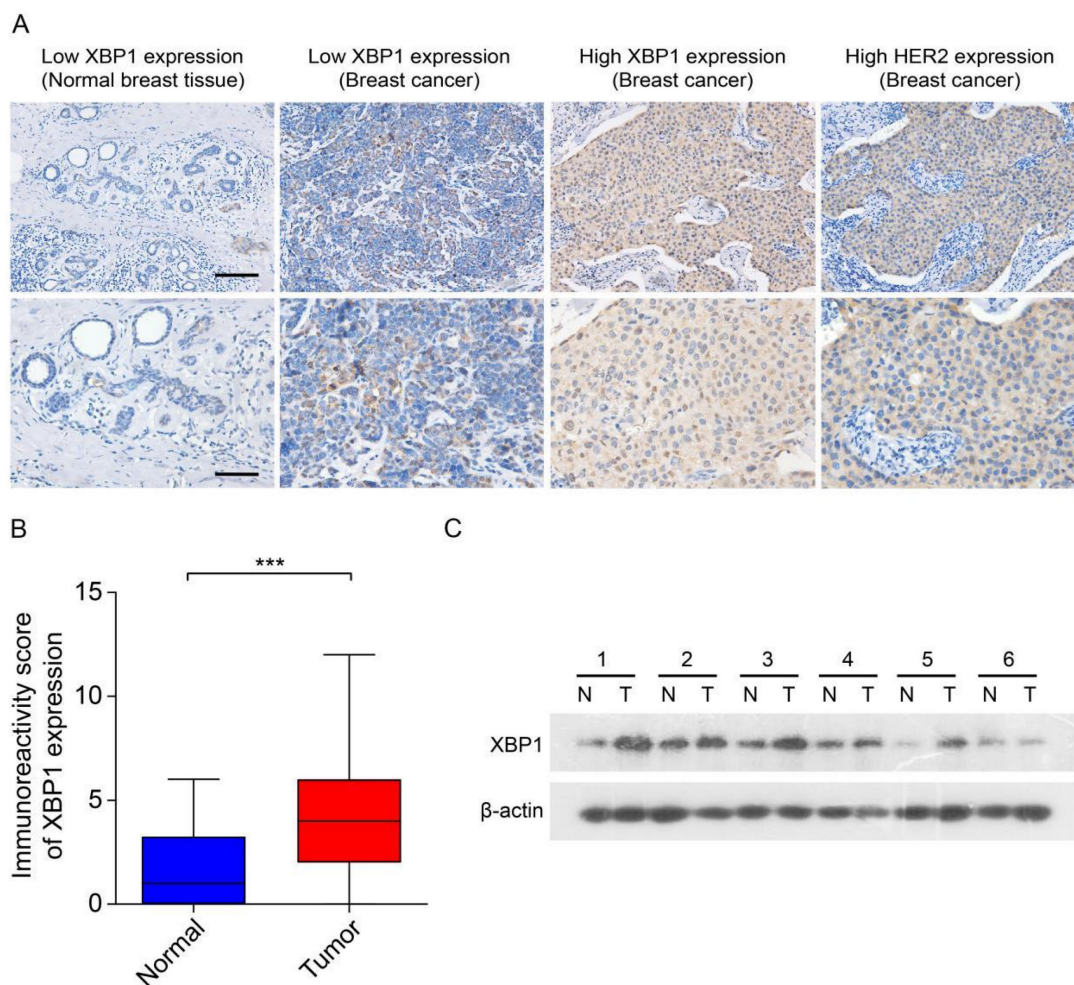 A
Low XBP1 expression
(Normal breast tissue)
Low XBP1 expression
(Breast cancer)
High XBP1 expression
(Breast cancer)
High HER2 expression
(Breast cancer)
B
Immunoreactivity score
of XBP1 expression
15
10
5
0
***
Normal
Tumor
C
1 2 3 4 5 6
N T N T N T N T N T N T
XBP1
β-actin